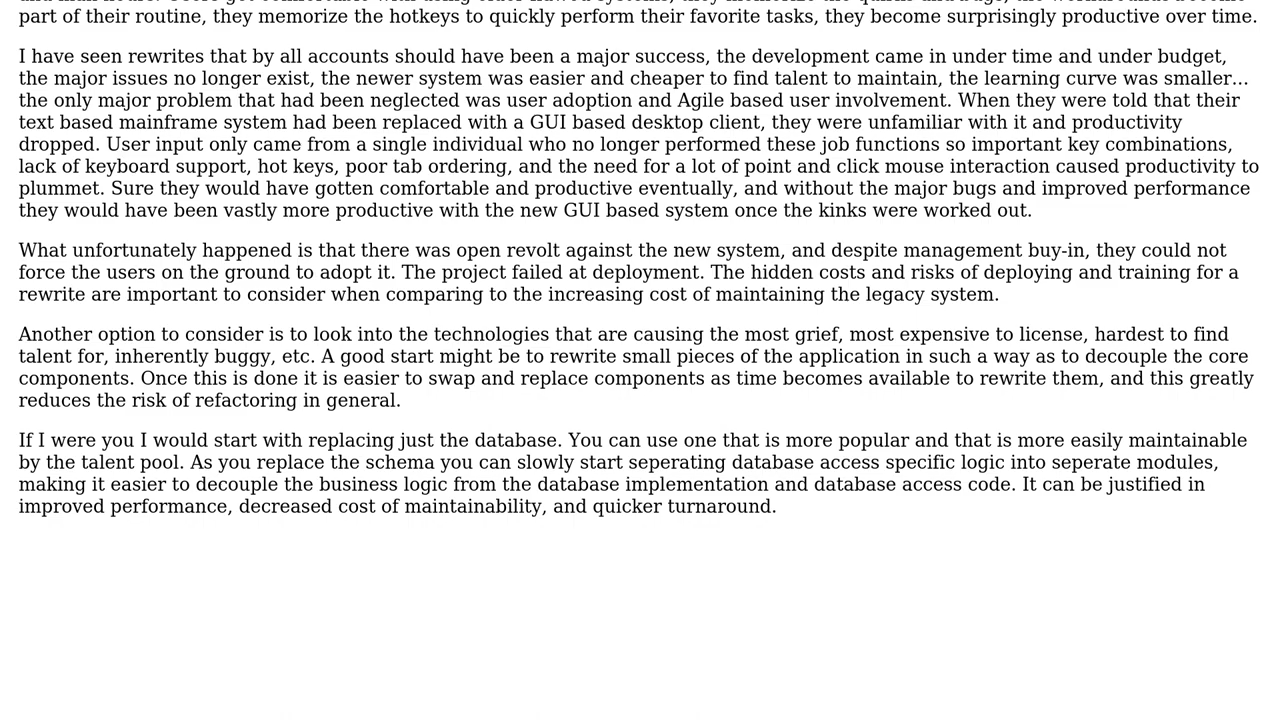 part of their routine, they memorize the hotkeys to quickly perform their favorite tasks, they become surprisingly productive over time.
I have seen rewrites that by all accounts should have been a major success, the development came in under time and under budget,
the major issues no longer exist, the newer system was easier and cheaper to find talent to maintain, the learning curve was smaller...
the only major problem that had been neglected was user adoption and Agile based user involvement. When they were told that their
text based mainframe system had been replaced with a GUI based desktop client, they were unfamiliar with it and productivity
dropped. User input only came from a single individual who no longer performed these job functions so important key combinations,
lack of keyboard support, hot keys, poor tab ordering, and the need for a lot of point and click mouse interaction caused productivity to
plummet. Sure they would have gotten comfortable and productive eventually, and without the major bugs and improved performance
they would have been vastly more productive with the new GUI based system once the kinks were worked out.
What unfortunately happened is that there was open revolt against the new system, and despite management buy-in, they could not
force the users on the ground to adopt it. The project failed at deployment. The hidden costs and risks of deploying and training for a
rewrite are important to consider when comparing to the increasing cost of maintaining the legacy system.
Another option to consider is to look into the technologies that are causing the most grief, most expensive to license, hardest to find
talent for, inherently buggy, etc. A good start might be to rewrite small pieces of the application in such a way as to decouple the core
components. Once this is done it is easier to swap and replace components as time becomes available to rewrite them, and this greatly
reduces the risk of refactoring in general.
If I were you I would start with replacing just the database. You can use one that is more popular and that is more easily maintainable
by the talent pool. As you replace the schema you can slowly start seperating database access specific logic into seperate modules,
making it easier to decouple the business logic from the database implementation and database access code. It can be justified in
improved performance, decreased cost of maintainability, and quicker turnaround.